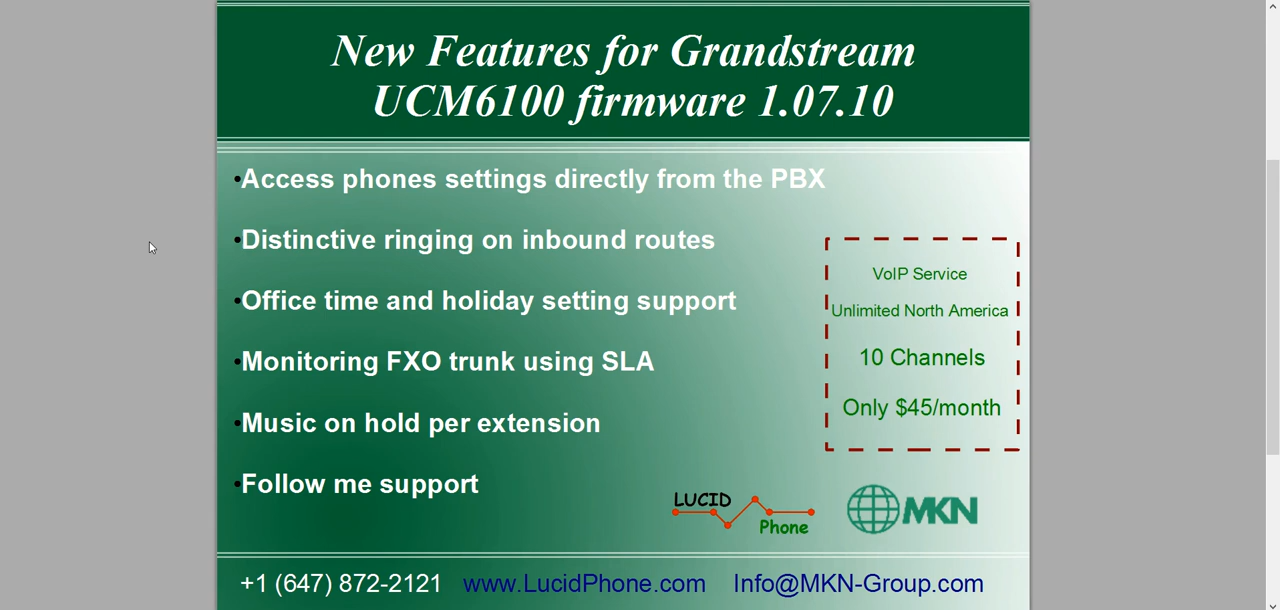 New Features for Grandstream
UCM6100 firmware 1.07.10
•Access phones settings directly from the PBX
•Distinctive ringing on inbound routes
•Office time and holiday setting support
•Monitoring FXO trunk using SLA
•Music on hold per extension
•Follow me support
VoIP Service
Unlimited North America
10 Channels
Only $45/month
LUCID
Phone
MKN
+1 (647) 872-2121 www.LucidPhone.com Info@MKN-Group.com